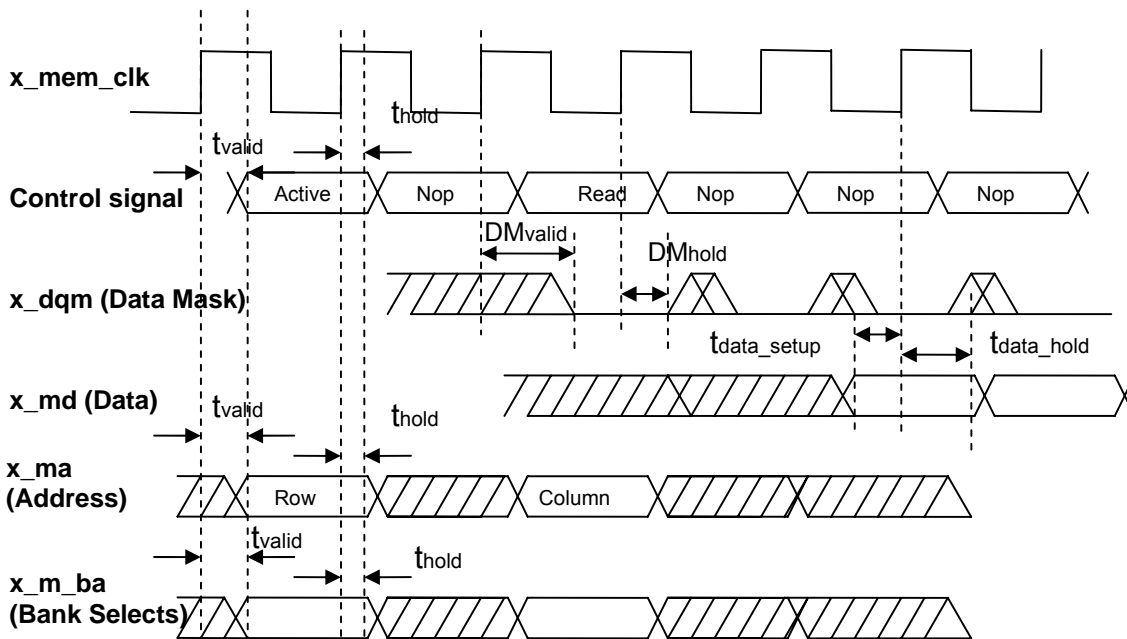 x_mem_clk
thold
tvalid
Control signal
Active
Nop
Read
Nop
Nop
Nop
DMvalid
DMhold
x_dqm (Data Mask)
tdata_setup
tdata_hold
x_md (Data)
tvalid
thold
x_ma
(Address)
Row
Column
tvalid
thold
x_m_ba
(Bank Selects)